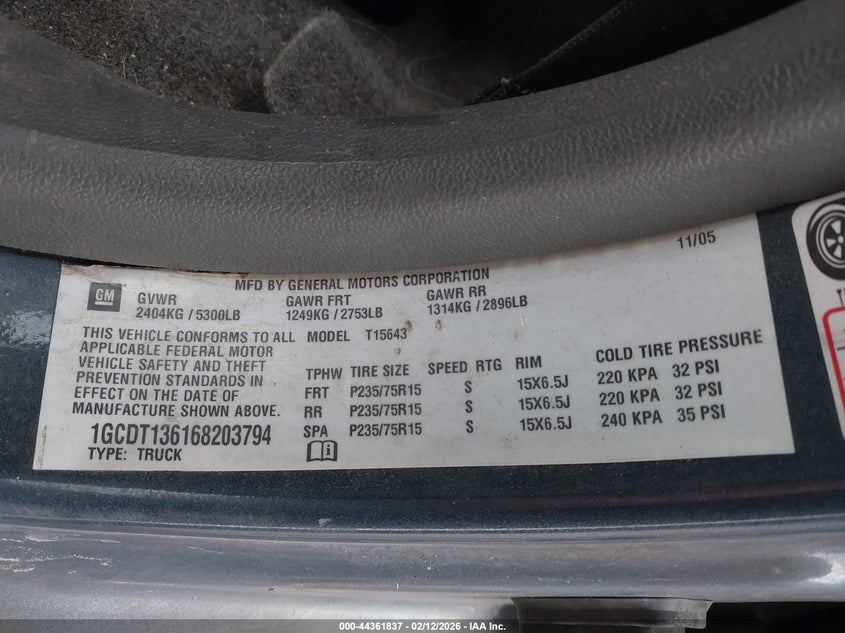 11/05
MFD BY GENERAL MOTORS CORPORATION
GM
GVWR GAWR FRT GAWR RR
2404KG / 5300LB 1249KG / 2753LB 1314KG / 2896LB
THIS VEHICLE CONFORMS TO ALL
APPLICABLE FEDERAL MOTOR
VEHICLE SAFETY AND THEFT
PREVENTION STANDARDS IN
EFFECT ON THE DATE OF
MANUFACTURE SHOWN ABOVE.
1GCDT136168203794
TYPE: TRUCK
MODEL T15643
TPHW TIRE SIZE SPEED RTG RIM COLD TIRE PRESSURE
FRT P235/75R15 S 15X6.5J 220 KPA 32 PSI
RR P235/75R15 S 15X6.5J 220 KPA 32 PSI
SPA P235/75R15 S 15X6.5J 240 KPA 35 PSI
000-44361837 - 02/12/2026 - IAA Inc.